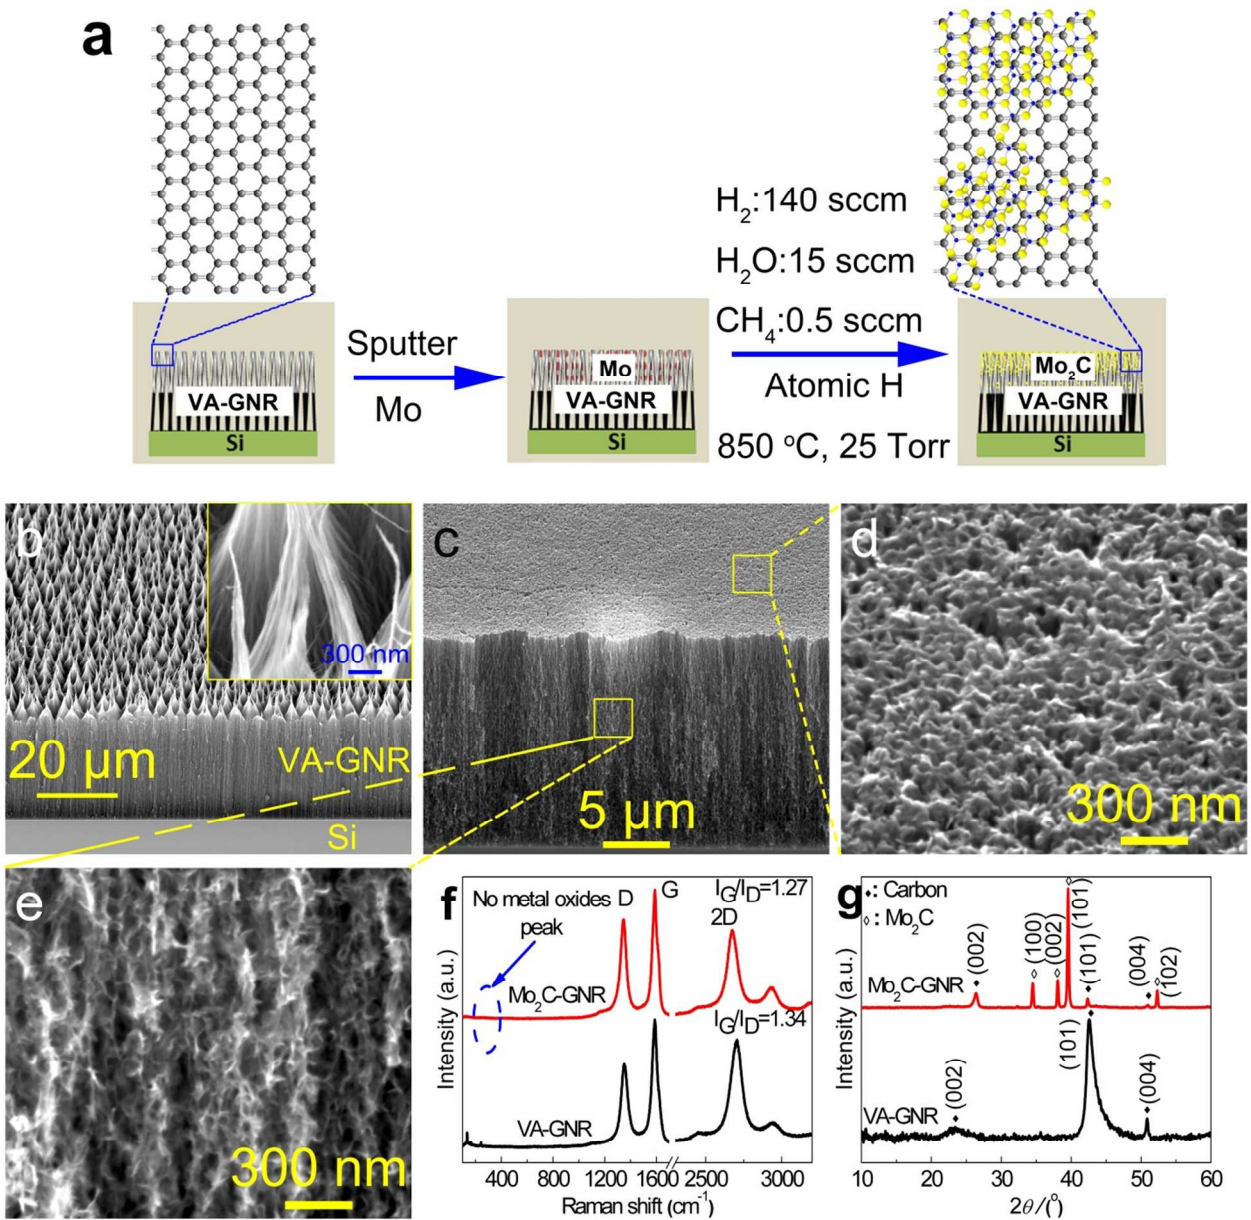 a
H2:140 sccm
H2O:15 sccm
CH4:0.5 sccm
Atomic H
850 oC, 25 Torr
Sputter
Mo
VA-GNR
Si
Mo
VA-GNR
Si
Mo2C
VA-GNR
Si
b
300 nm
20 μm
VA-GNR
Si
c
5 μm
d
300 nm
e
300 nm
f
No metal oxides
peak
D
G
IG/ID=1.27
2D
Mo2C-GNR
IG/ID=1.34
VA-GNR
Intensity (a.u.)
600 1200 1800 2500 3000
Raman shift (cm-1)
g
♦: Carbon
◊: Mo2C
(002)
(100)
(002)
(101)
(101)
(004)
(102)
Mo2C-GNR
(002)
(101)
(004)
VA-GNR
Intensity (a.u.)
10 20 30 40 50 60
2θ/(o)